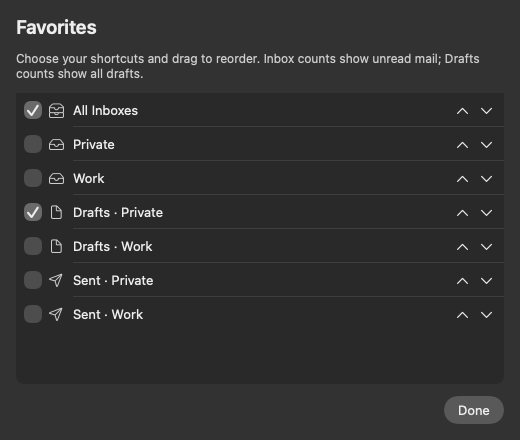 Favorites
Choose your shortcuts and drag to reorder. Inbox counts show unread mail; Drafts
counts show all drafts.
All Inboxes
Private
Work
Drafts · Private
Drafts · Work
Sent · Private
Sent · Work
Done